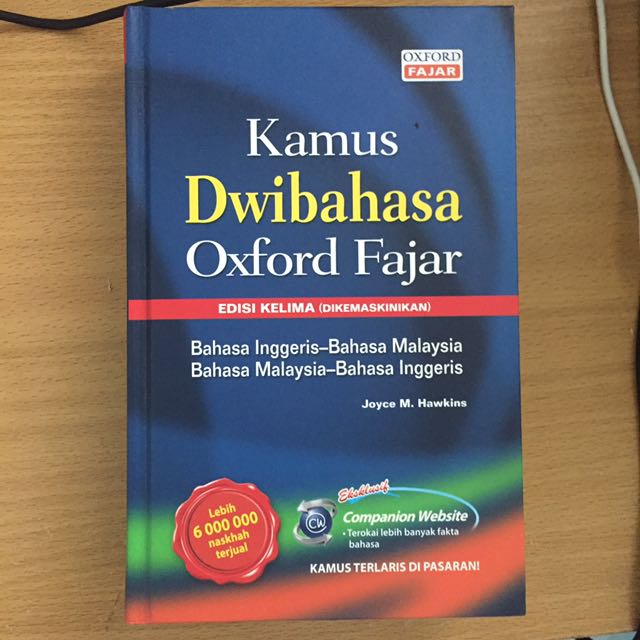 OXFORD
FAJAR
Kamus
Dwibahasa
Oxford Fajar
EDISI KELIMA (DIKEMASKINIKAN)
Bahasa Inggeris–Bahasa Malaysia
Bahasa Malaysia–Bahasa Inggeris
Joyce M. Hawkins
Lebih
6 000 000
naskhah
terjual
Eksklusif
CW
Companion Website
• Terokai lebih banyak fakta
bahasa
KAMUS TERLARIS DI PASARAN!